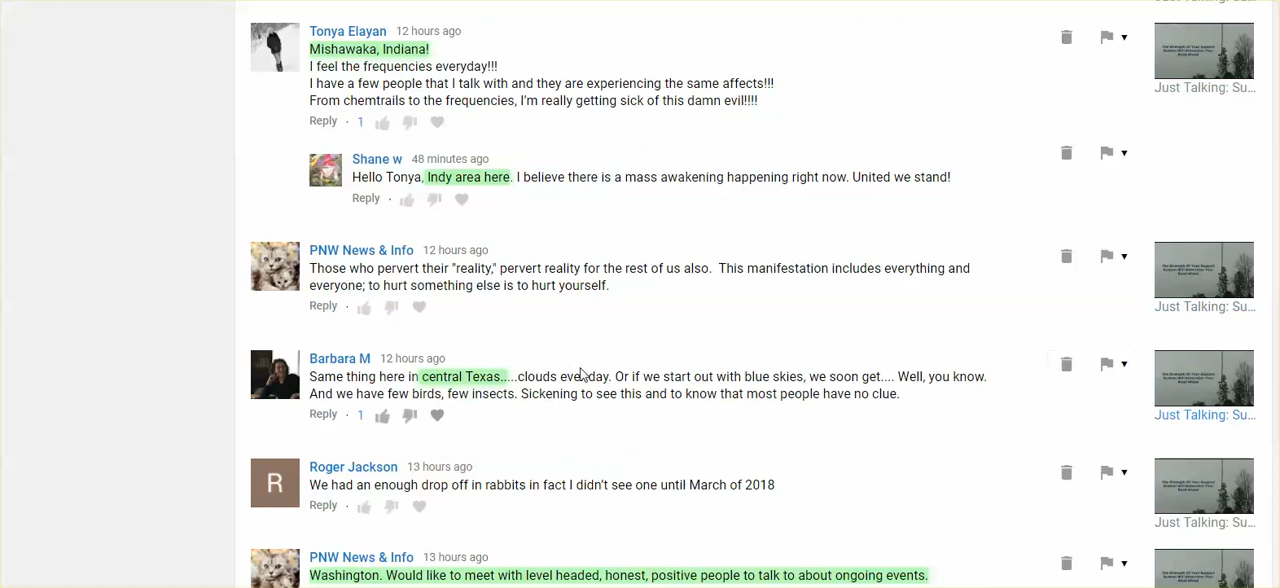 Tonya Elayan 12 hours ago
Mishawaka, Indiana!
I feel the frequencies everyday!!!
I have a few people that I talk with and they are experiencing the same affects!!!
From chemtrails to the frequencies, I'm really getting sick of this damn evil!!!!
Reply · 1
Just Talking: Su...
Shane w 48 minutes ago
Hello Tonya, Indy area here. I believe there is a mass awakening happening right now. United we stand!
Reply ·
PNW News & Info 12 hours ago
Those who pervert their "reality," pervert reality for the rest of us also. This manifestation includes everything and
everyone; to hurt something else is to hurt yourself.
Reply ·
Just Talking: Su...
Barbara M 12 hours ago
Same thing here in central Texas.....clouds everyday. Or if we start out with blue skies, we soon get.... Well, you know.
And we have few birds, few insects. Sickening to see this and to know that most people have no clue.
Reply · 1
Just Talking: Su...
Roger Jackson 13 hours ago
We had an enough drop off in rabbits in fact I didn't see one until March of 2018
Reply ·
Just Talking: Su...
R
PNW News & Info 13 hours ago
Washington. Would like to meet with level headed, honest, positive people to talk to about ongoing events.